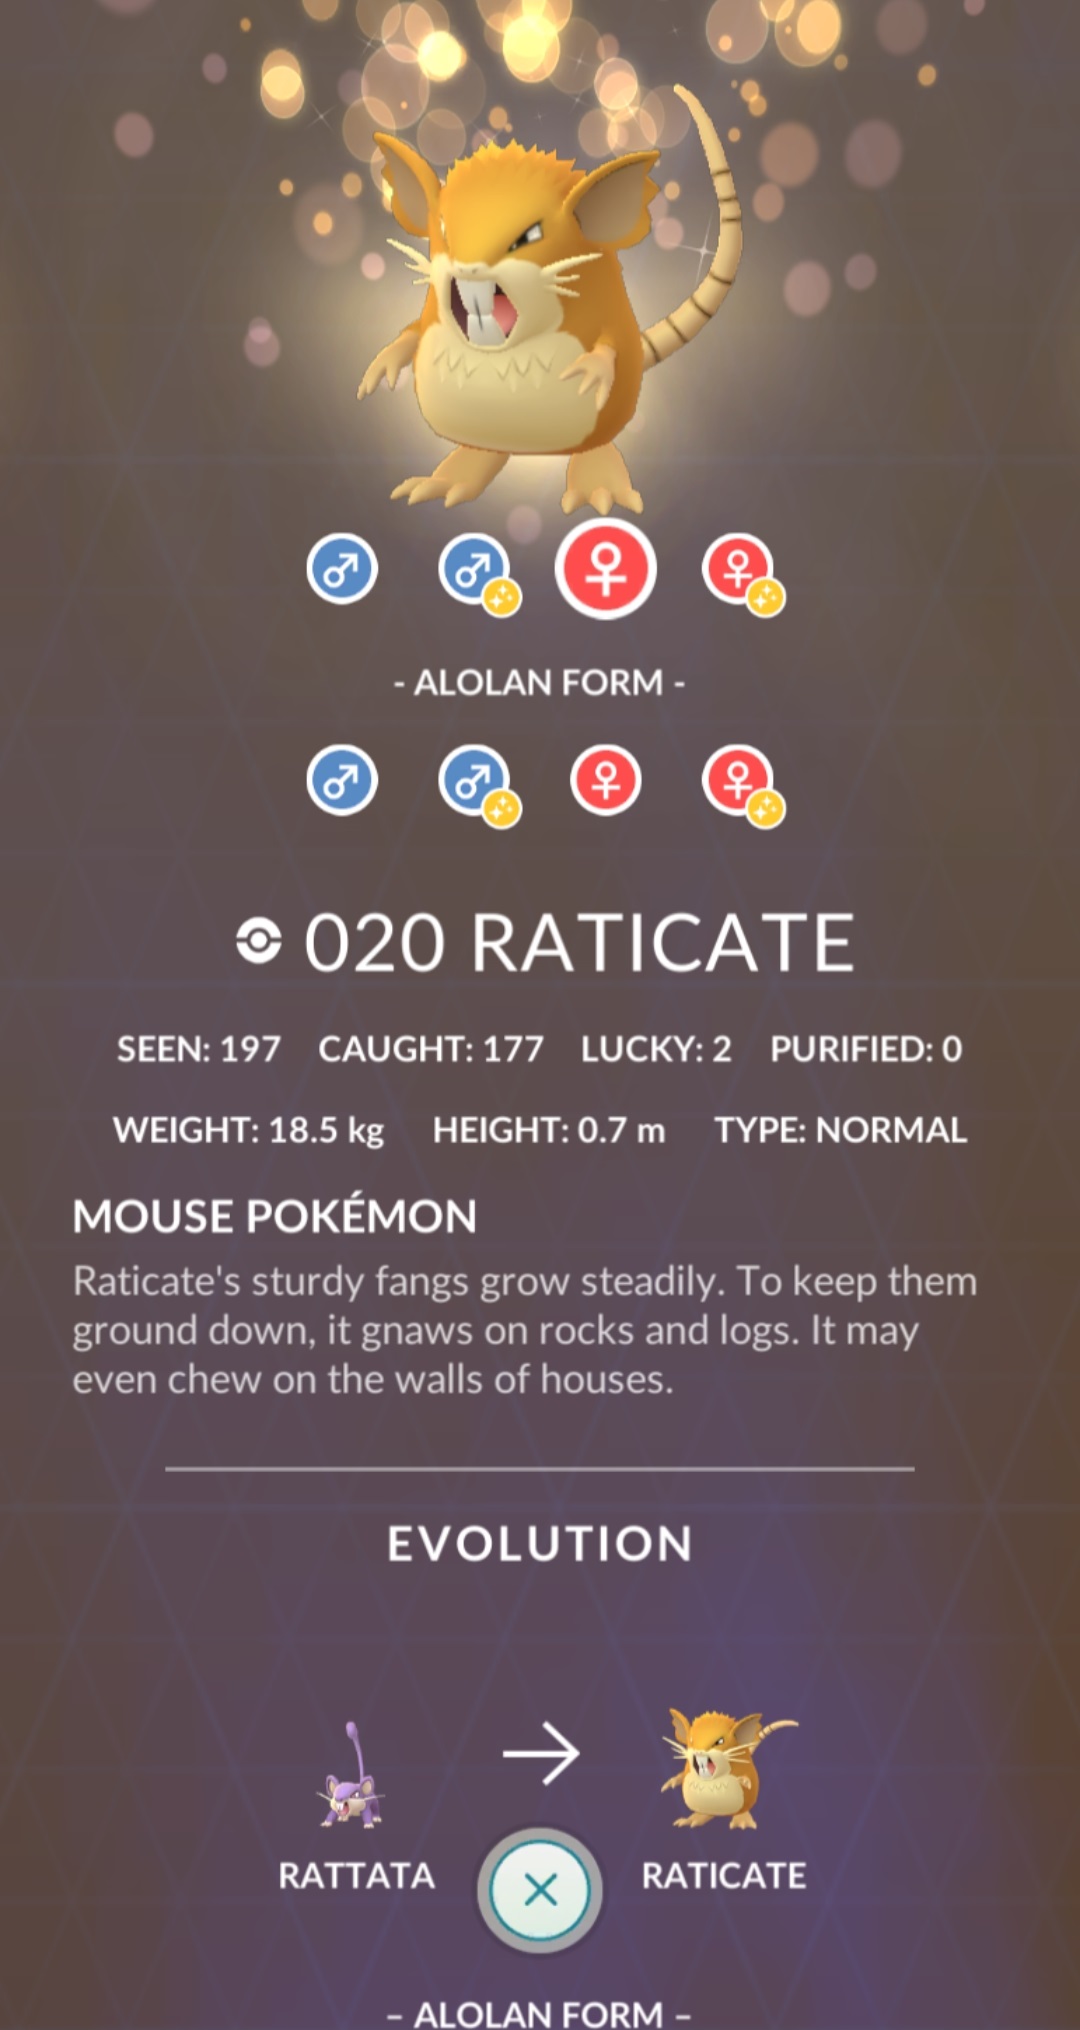 - ALOLAN FORM -
020 RATICATE
SEEN: 197 CAUGHT: 177 LUCKY: 2 PURIFIED: 0
WEIGHT: 18.5 kg HEIGHT: 0.7 m TYPE: NORMAL
MOUSE POKÉMON
Raticate's sturdy fangs grow steadily. To keep them
ground down, it gnaws on rocks and logs. It may
even chew on the walls of houses.
EVOLUTION
RATTATA RATICATE
– ALOLAN FORM –